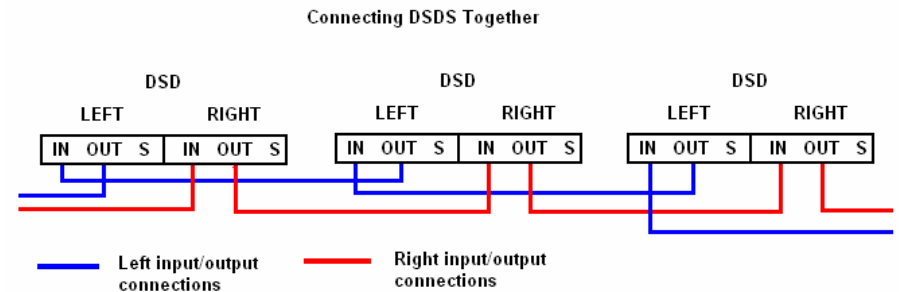 Connecting DSDS Together
DSD DSD DSD
LEFT RIGHT LEFT RIGHT LEFT RIGHT
IN OUT S IN OUT S IN OUT S IN OUT S IN OUT S IN OUT S
Left input/output
connections
Right input/output
connections